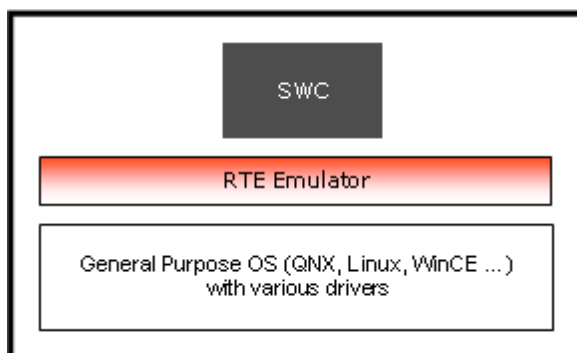 SWC
RTE Emulator
General Purpose OS (QNX, Linux, WinCE ...)
with various drivers